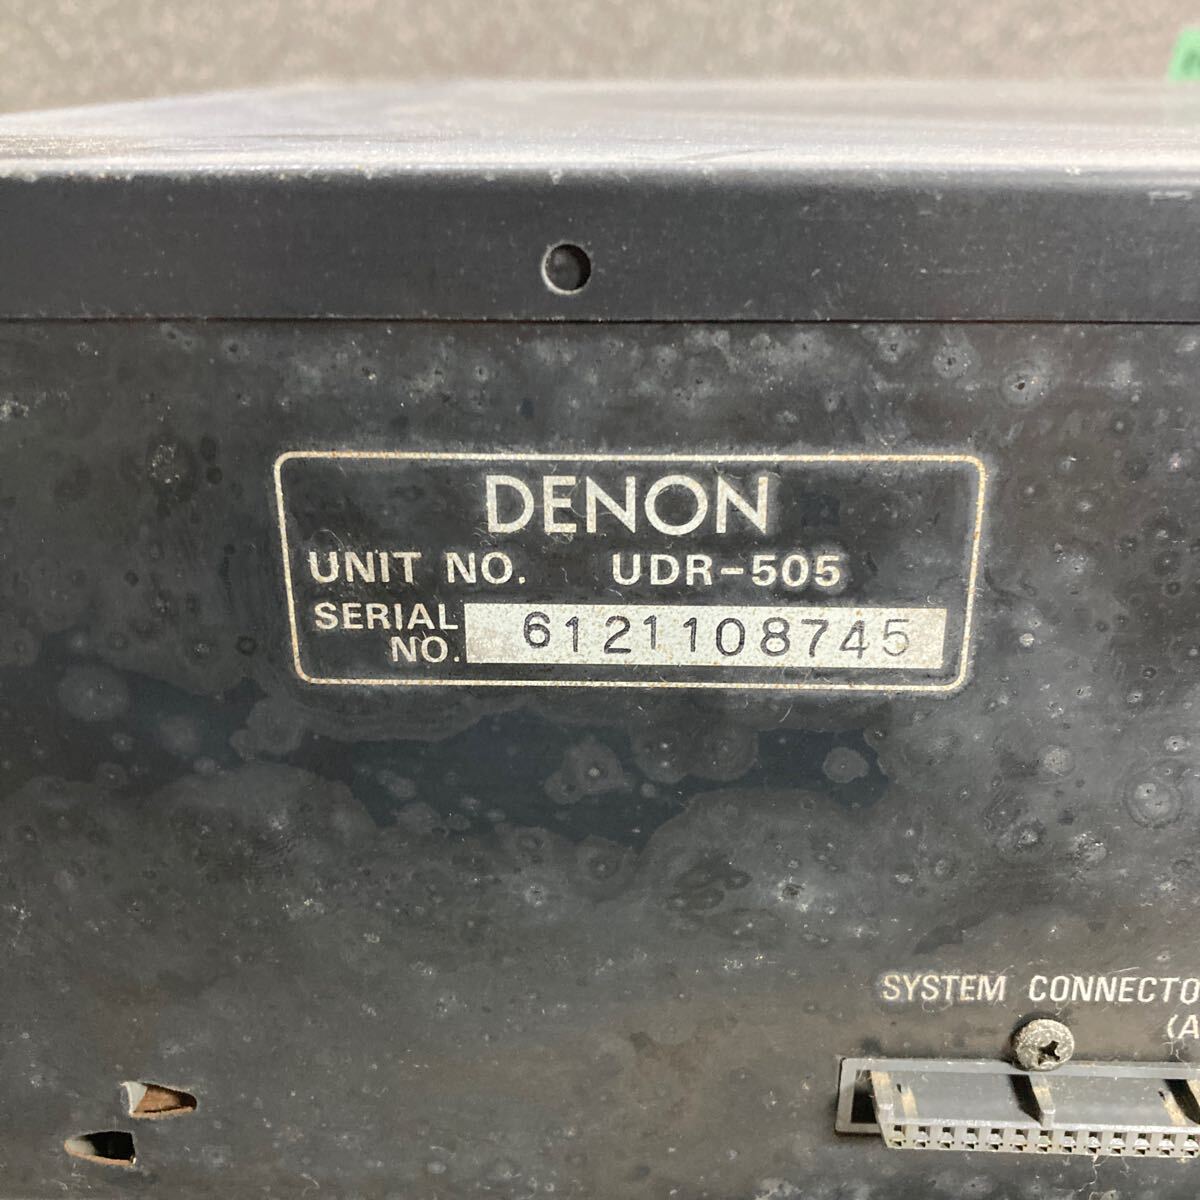 DENON
UNIT NO. UDR-505
SERIAL NO. 6121108745
SYSTEM CONNECTO
(A